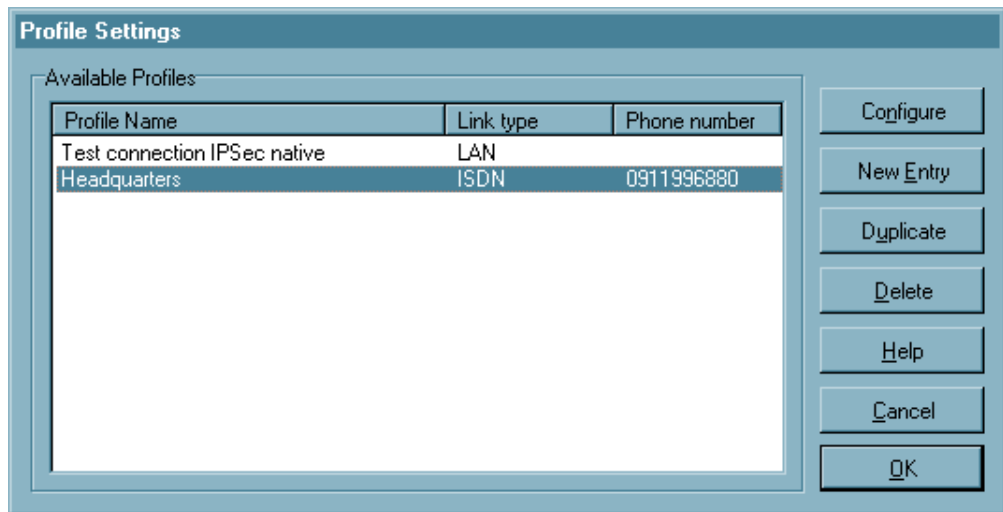 Profile Settings
Available Profiles
Profile Name Link type Phone number
Test connection IPSec native LAN
Headquarters ISDN 0911996880
Configure
New Entry
Duplicate
Delete
Help
Cancel
OK